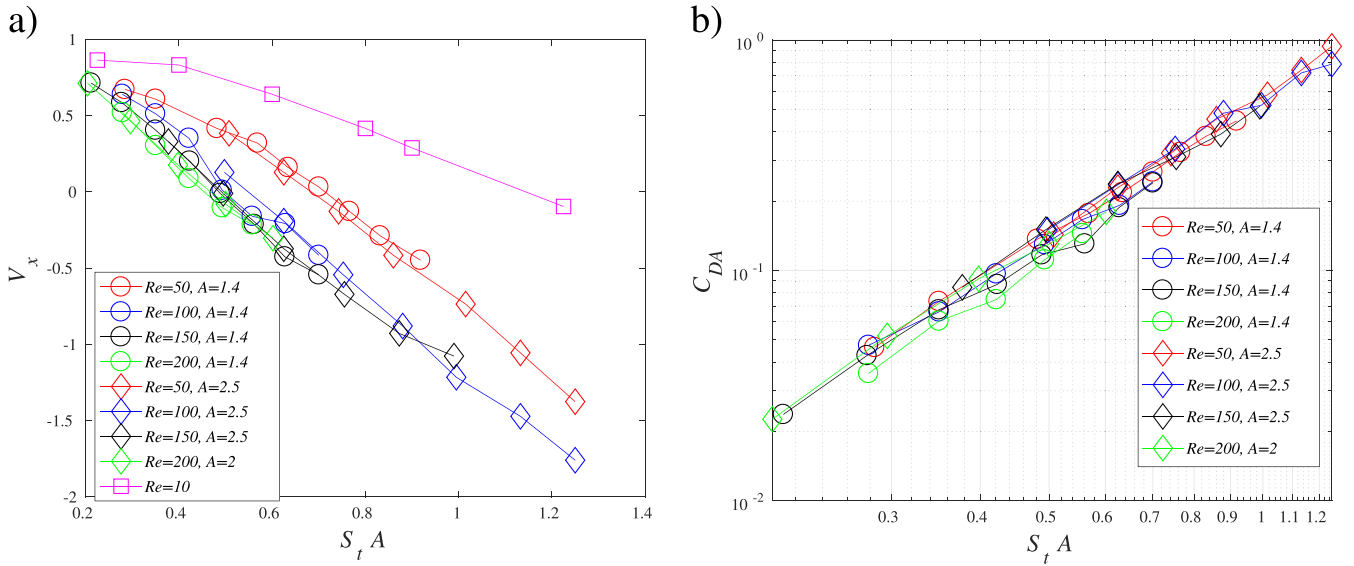 a)
1
0.5
0
-0.5
-1
-1.5
-2
V_x
0.2 0.4 0.6 0.8 1 1.2 1.4
S_t A
Re=50, A=1.4
Re=100, A=1.4
Re=150, A=1.4
Re=200, A=1.4
Re=50, A=2.5
Re=100, A=2.5
Re=150, A=2.5
Re=200, A=2
Re=10
b)
10^0
10^-1
10^-2
C_DA
0.3 0.4 0.5 0.6 0.7 0.8 0.9 1 1.1 1.2
S_t A
Re=50, A=1.4
Re=100, A=1.4
Re=150, A=1.4
Re=200, A=1.4
Re=50, A=2.5
Re=100, A=2.5
Re=150, A=2.5
Re=200, A=2